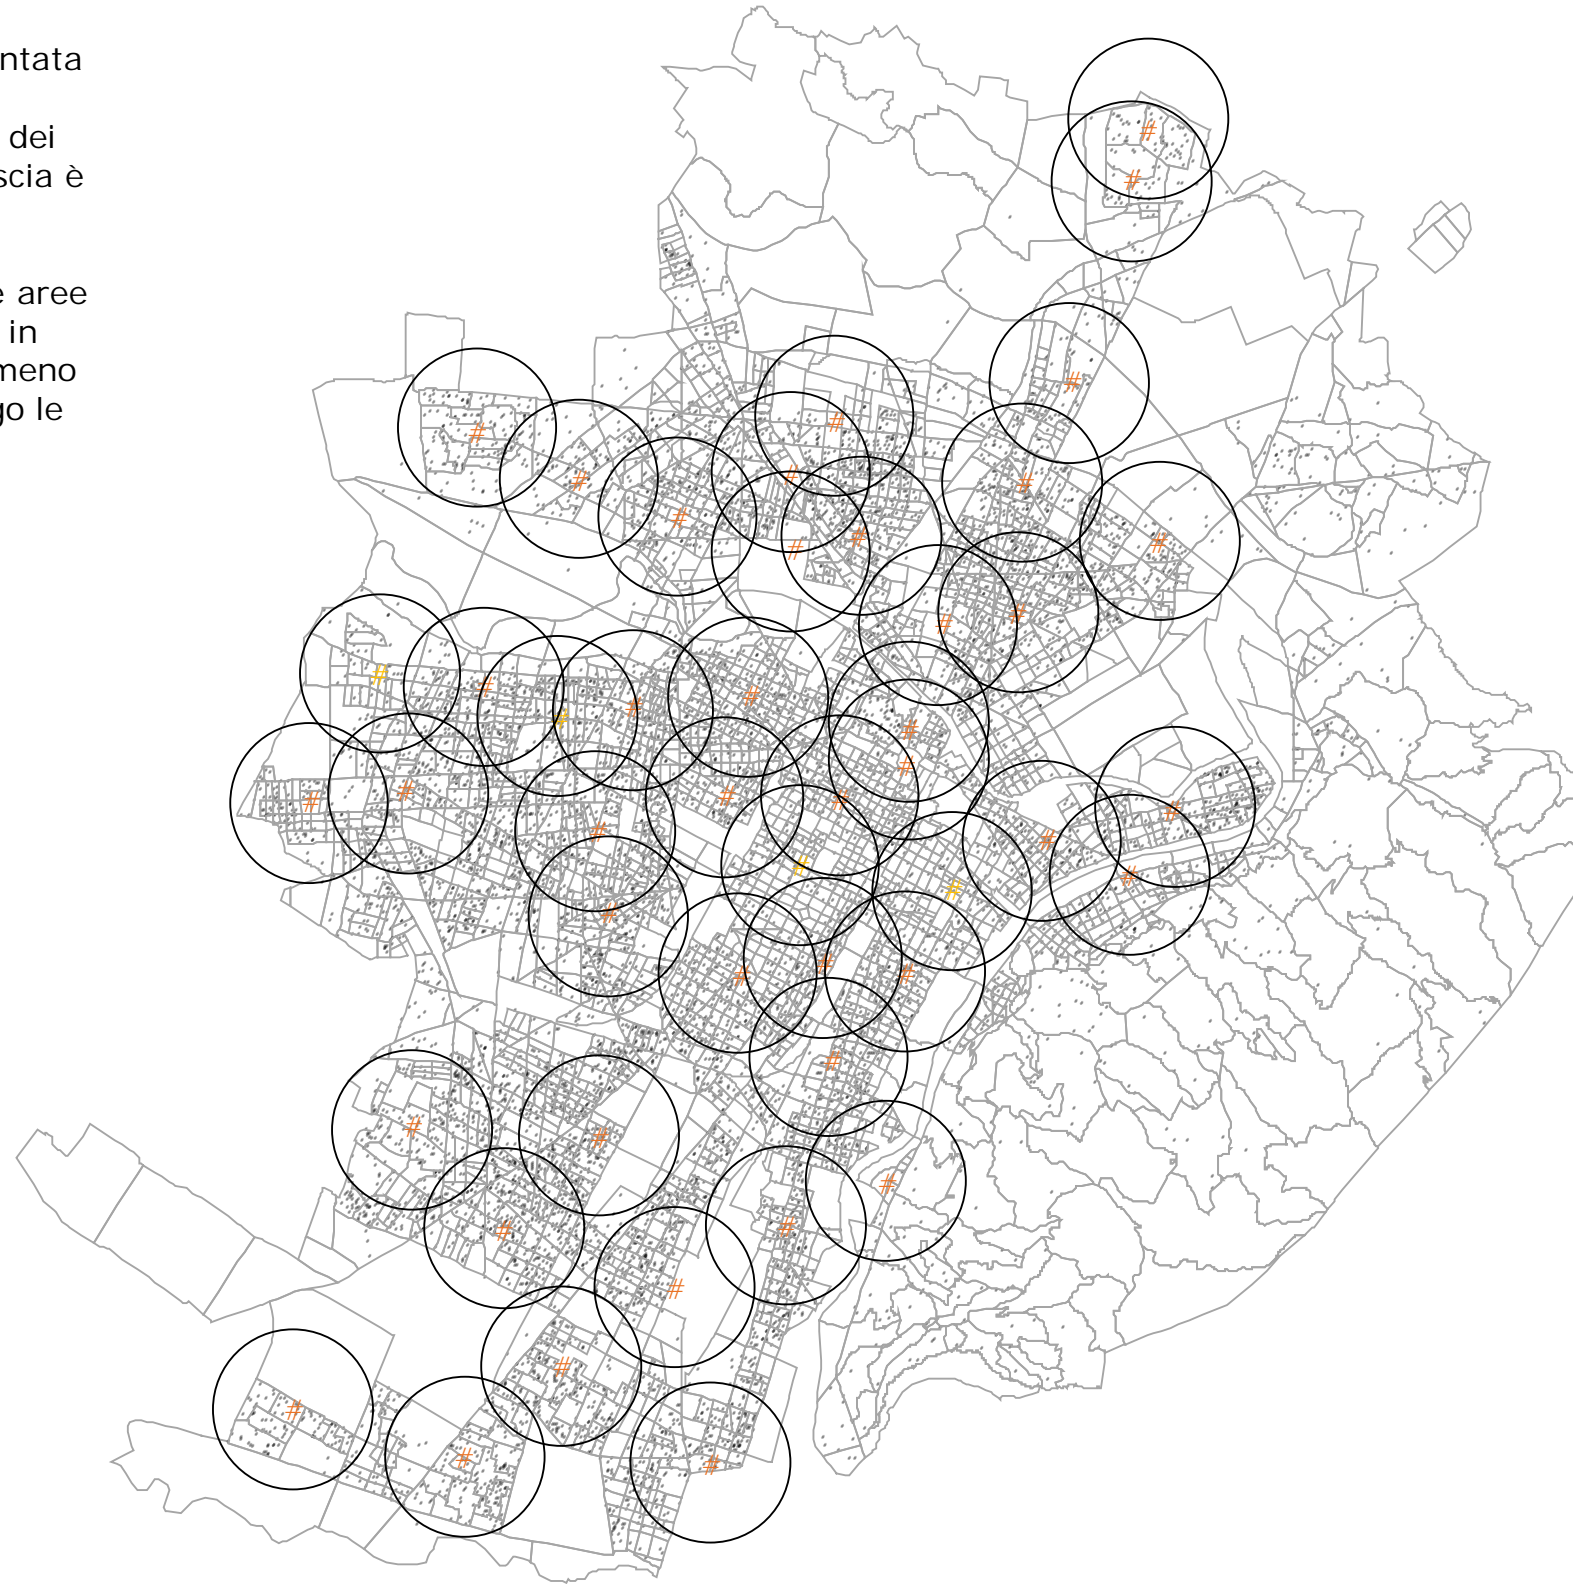 ntata
dei
scia è
e aree
in
meno
go le